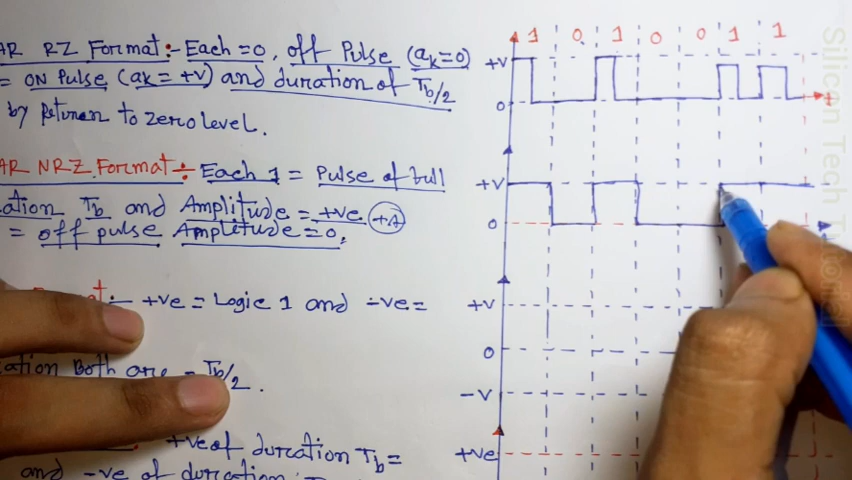 AR RZ Format:- Each = 0, off Pulse (ak = 0)
= ON Pulse (ak = +v) and duration of Tb/2
by Return to zero level.
AR NRZ Format ÷ Each 1 = Pulse of full
ation Tb and Amplitude = +ve (+A)
= off pulse Amplitude = 0.
÷ +ve = Logic 1 and -ve =
ation Both are = Tb/2.
+ve of duration Tb =
and -ve of duration
1 0 1 0 0 1 1
+V
0
+V
0
+V
0
-V
+ve
Silicon Tech Tutorial